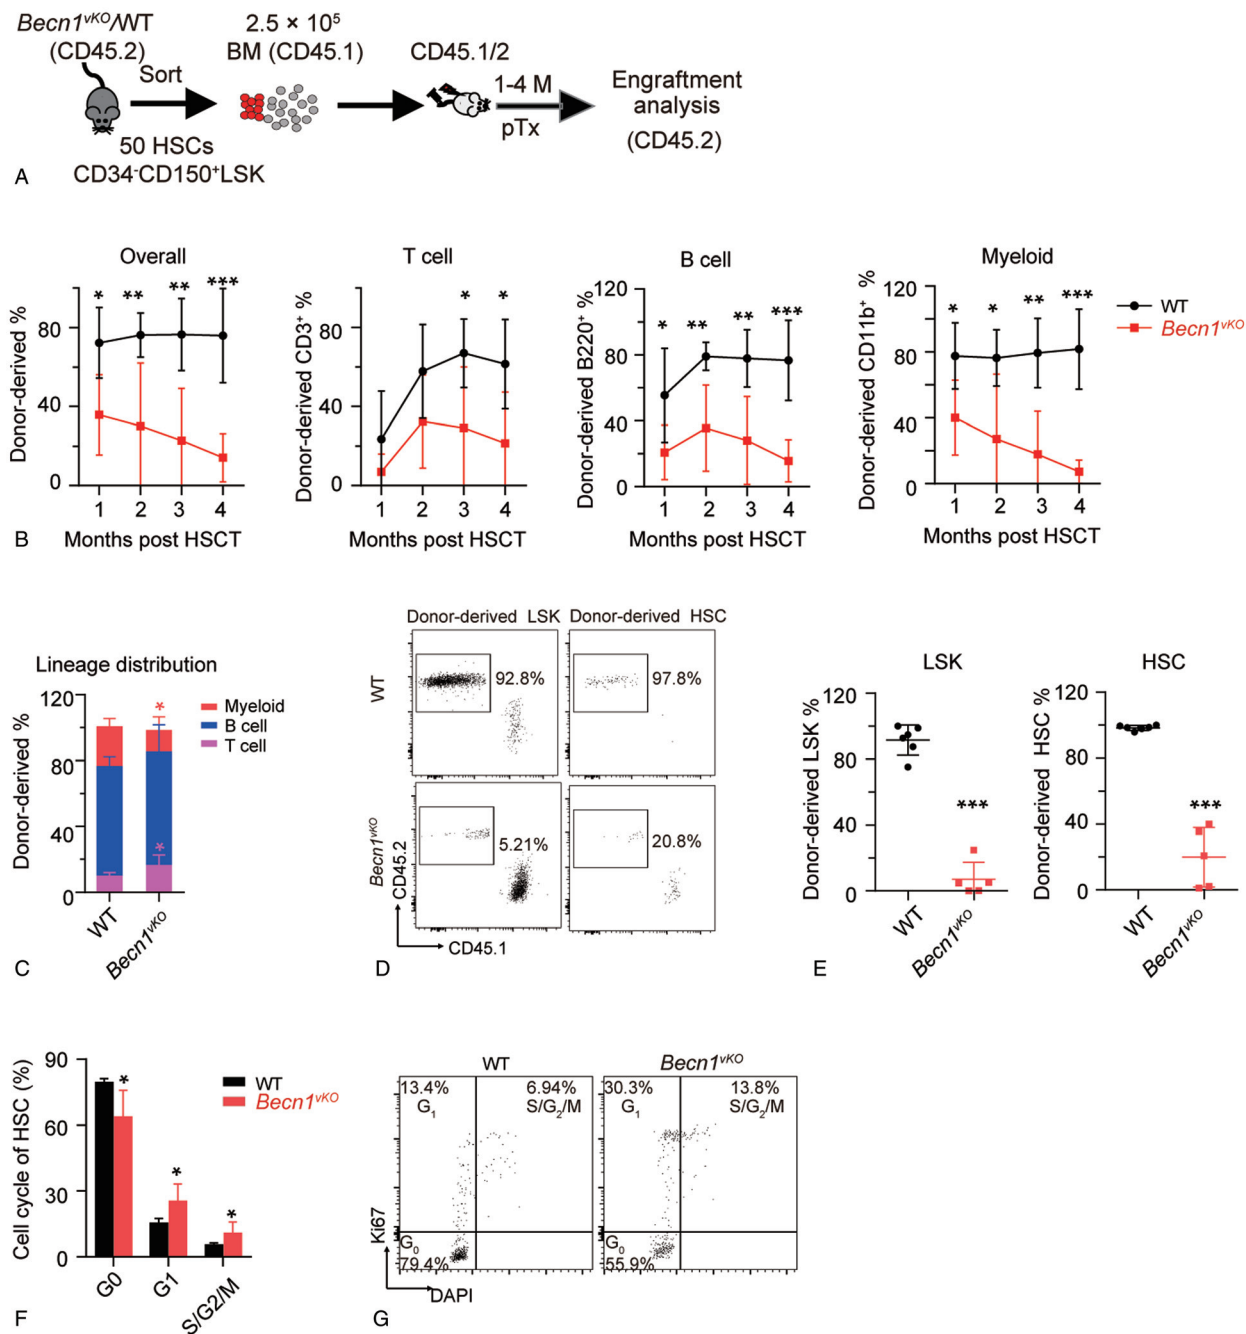 Becn1ᵛᴷᴼ/WT
(CD45.2)
Sort
50 HSCs
CD34⁻CD150⁺LSK
2.5 × 10⁵
BM (CD45.1)
CD45.1/2
1-4 M
pTx
Engraftment
analysis
(CD45.2)
A
Overall
Donor-derived %
80
40
0
* ** ** ***
1 2 3 4
Months post HSCT
T cell
Donor-derived CD3⁺ %
80
40
0
* *
1 2 3 4
Months post HSCT
B cell
Donor-derived B220⁺ %
120
80
40
0
* ** ** ***
1 2 3 4
Months post HSCT
Myeloid
Donor-derived CD11b⁺ %
120
80
40
0
* * ** ***
1 2 3 4
Months post HSCT
WT
Becn1ᵛᴷᴼ
B
Lineage distribution
Donor-derived %
120
80
40
0
Myeloid
B cell
T cell
*
*
WT
Becn1ᵛᴷᴼ
C
Donor-derived LSK
Donor-derived HSC
WT
92.8%
97.8%
Becn1ᵛᴷᴼ
5.21%
20.8%
CD45.2
CD45.1
D
LSK
Donor-derived LSK %
120
80
40
0
***
WT
Becn1ᵛᴷᴼ
HSC
Donor-derived HSC %
120
80
40
0
***
WT
Becn1ᵛᴷᴼ
E
Cell cycle of HSC (%)
90
60
30
0
WT
Becn1ᵛᴷᴼ
* * *
G0
G1
S/G2/M
F
WT
13.4%
G₁
6.94%
S/G₂/M
G₀
79.4%
Becn1ᵛᴷᴼ
30.3%
G₁
13.8%
S/G₂/M
G₀
55.9%
Ki67
DAPI
G